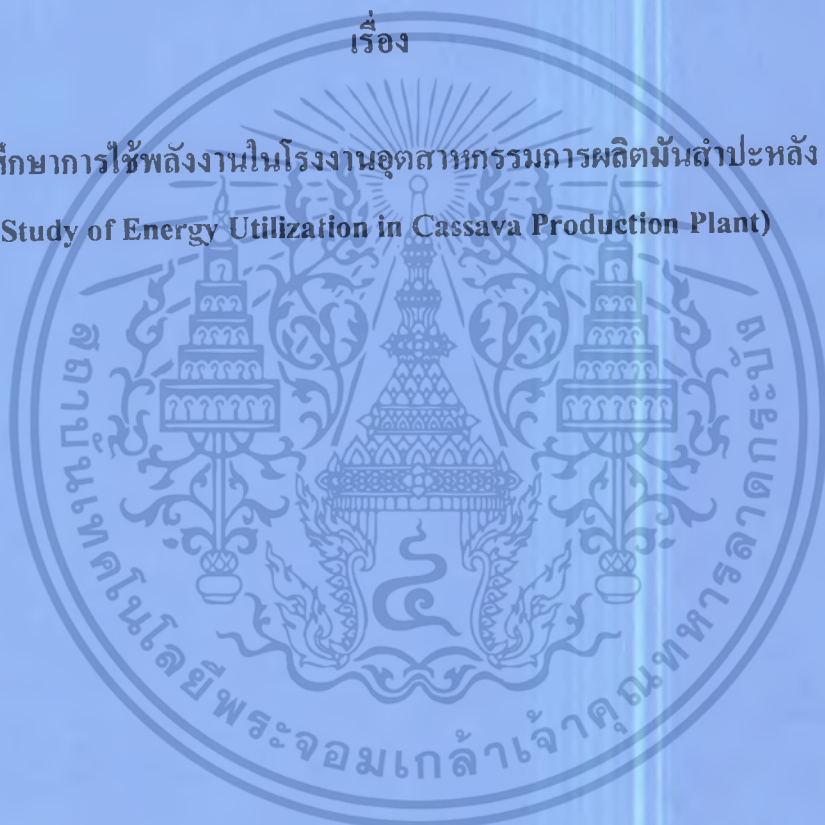 เรื่อง
ศึกษาการใช้พลังงานในโรงงานอุตสาหกรรมการผลิตมันสำปะหลัง
Study of Energy Utilization in Cassava Production Plant)
สถาบันเทคโนโลยีพระจอมเกล้าเจ้าคุณทหารลาดกระบัง